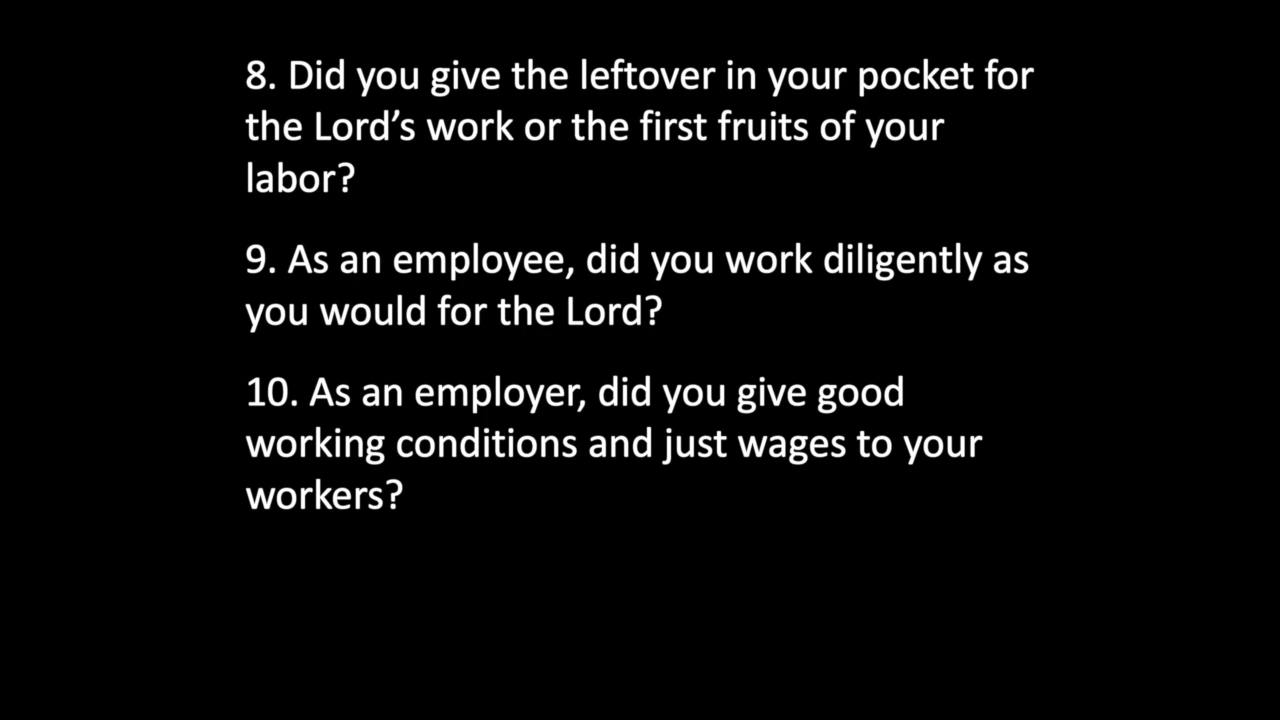 8. Did you give the leftover in your pocket for
the Lord’s work or the first fruits of your
labor?
9. As an employee, did you work diligently as
you would for the Lord?
10. As an employer, did you give good
working conditions and just wages to your
workers?